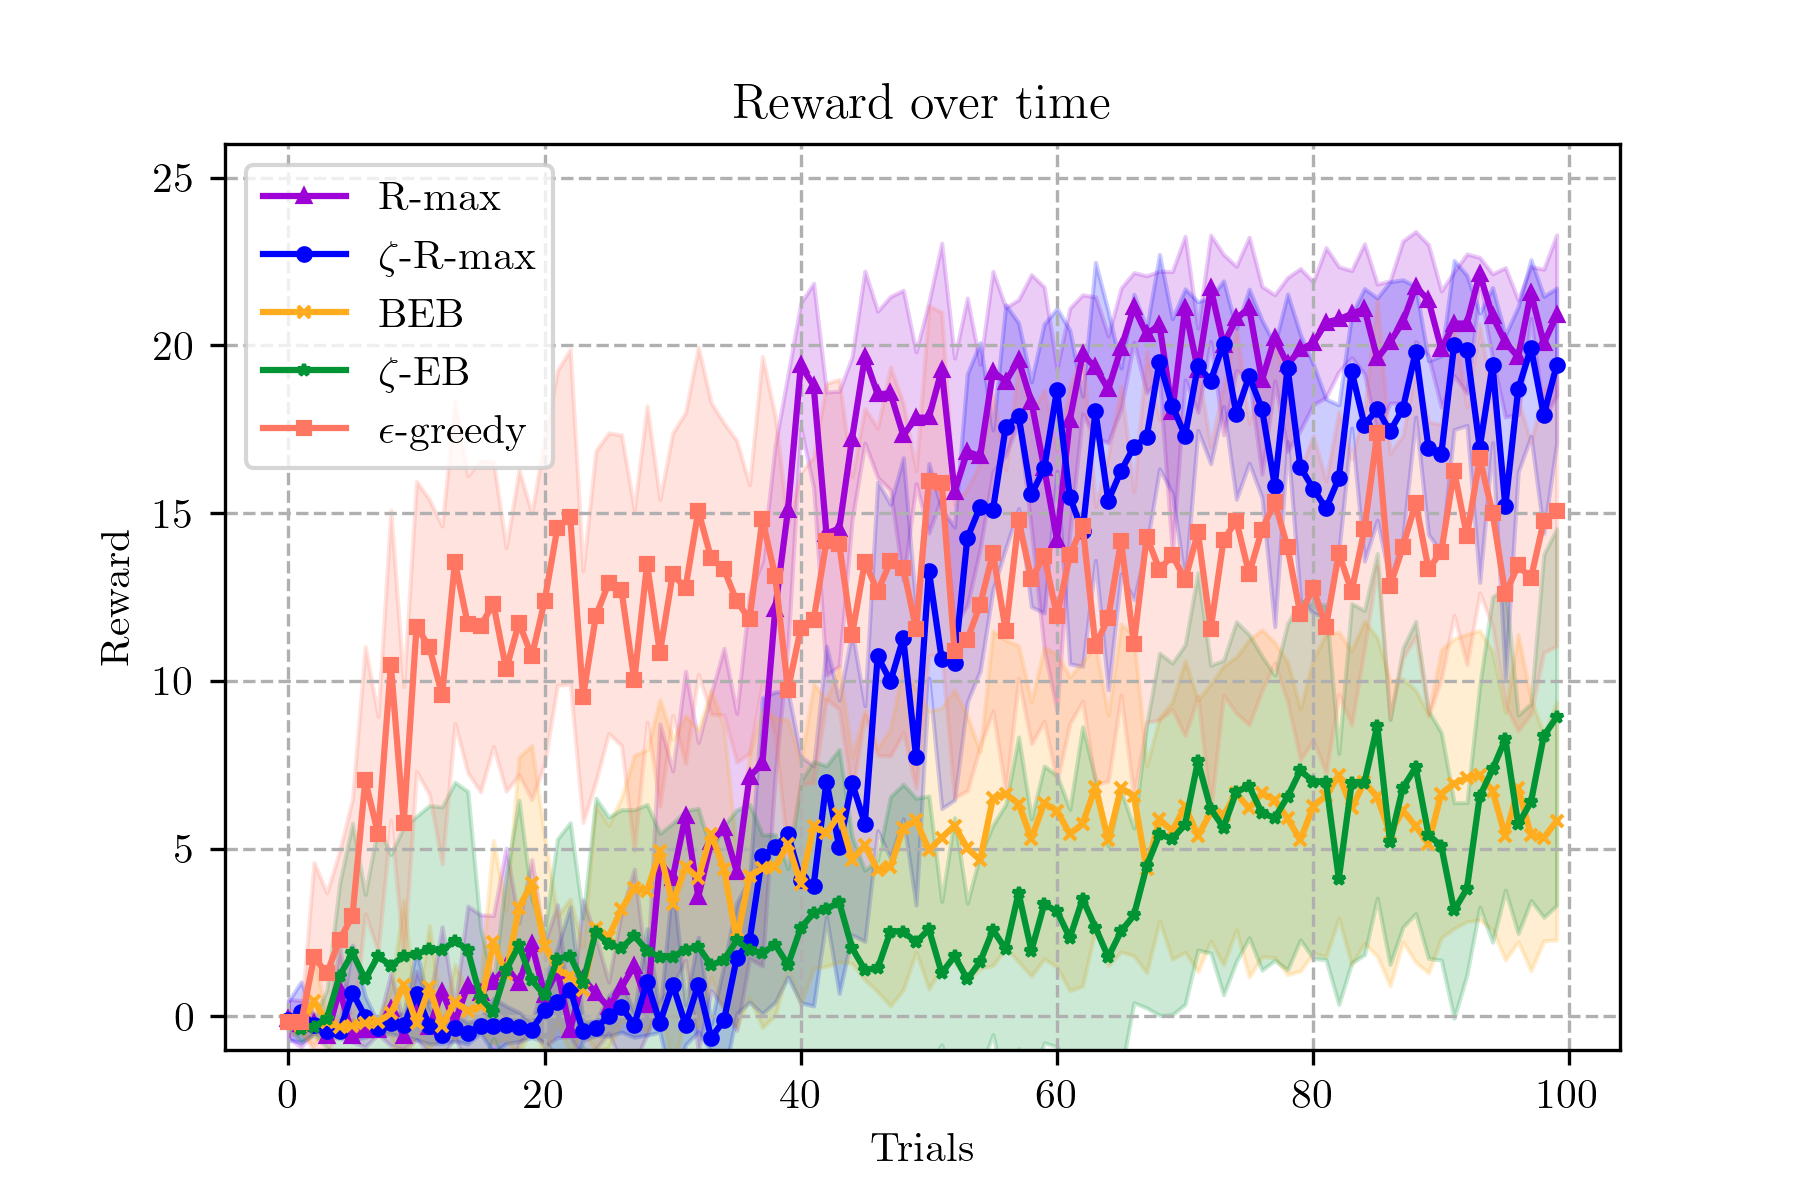 Reward over time
25
20
15
10
5
0
Reward
R-max
ζ-R-max
BEB
ζ-EB
ϵ-greedy
0 20 40 60 80 100
Trials